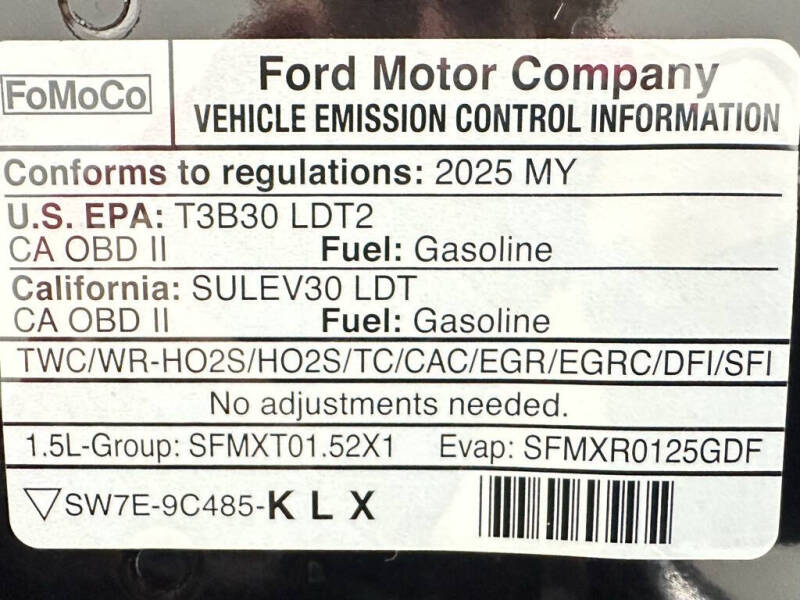 FoMoCo
Ford Motor Company
VEHICLE EMISSION CONTROL INFORMATION
Conforms to regulations: 2025 MY
U.S. EPA: T3B30 LDT2
CA OBD II Fuel: Gasoline
California: SULEV30 LDT
CA OBD II Fuel: Gasoline
TWC/WR-HO2S/HO2S/TC/CAC/EGR/EGRC/DFI/SFI
No adjustments needed.
1.5L-Group: SFMXT01.52X1 Evap: SFMXR0125GDF
SW7E-9C485-K L X